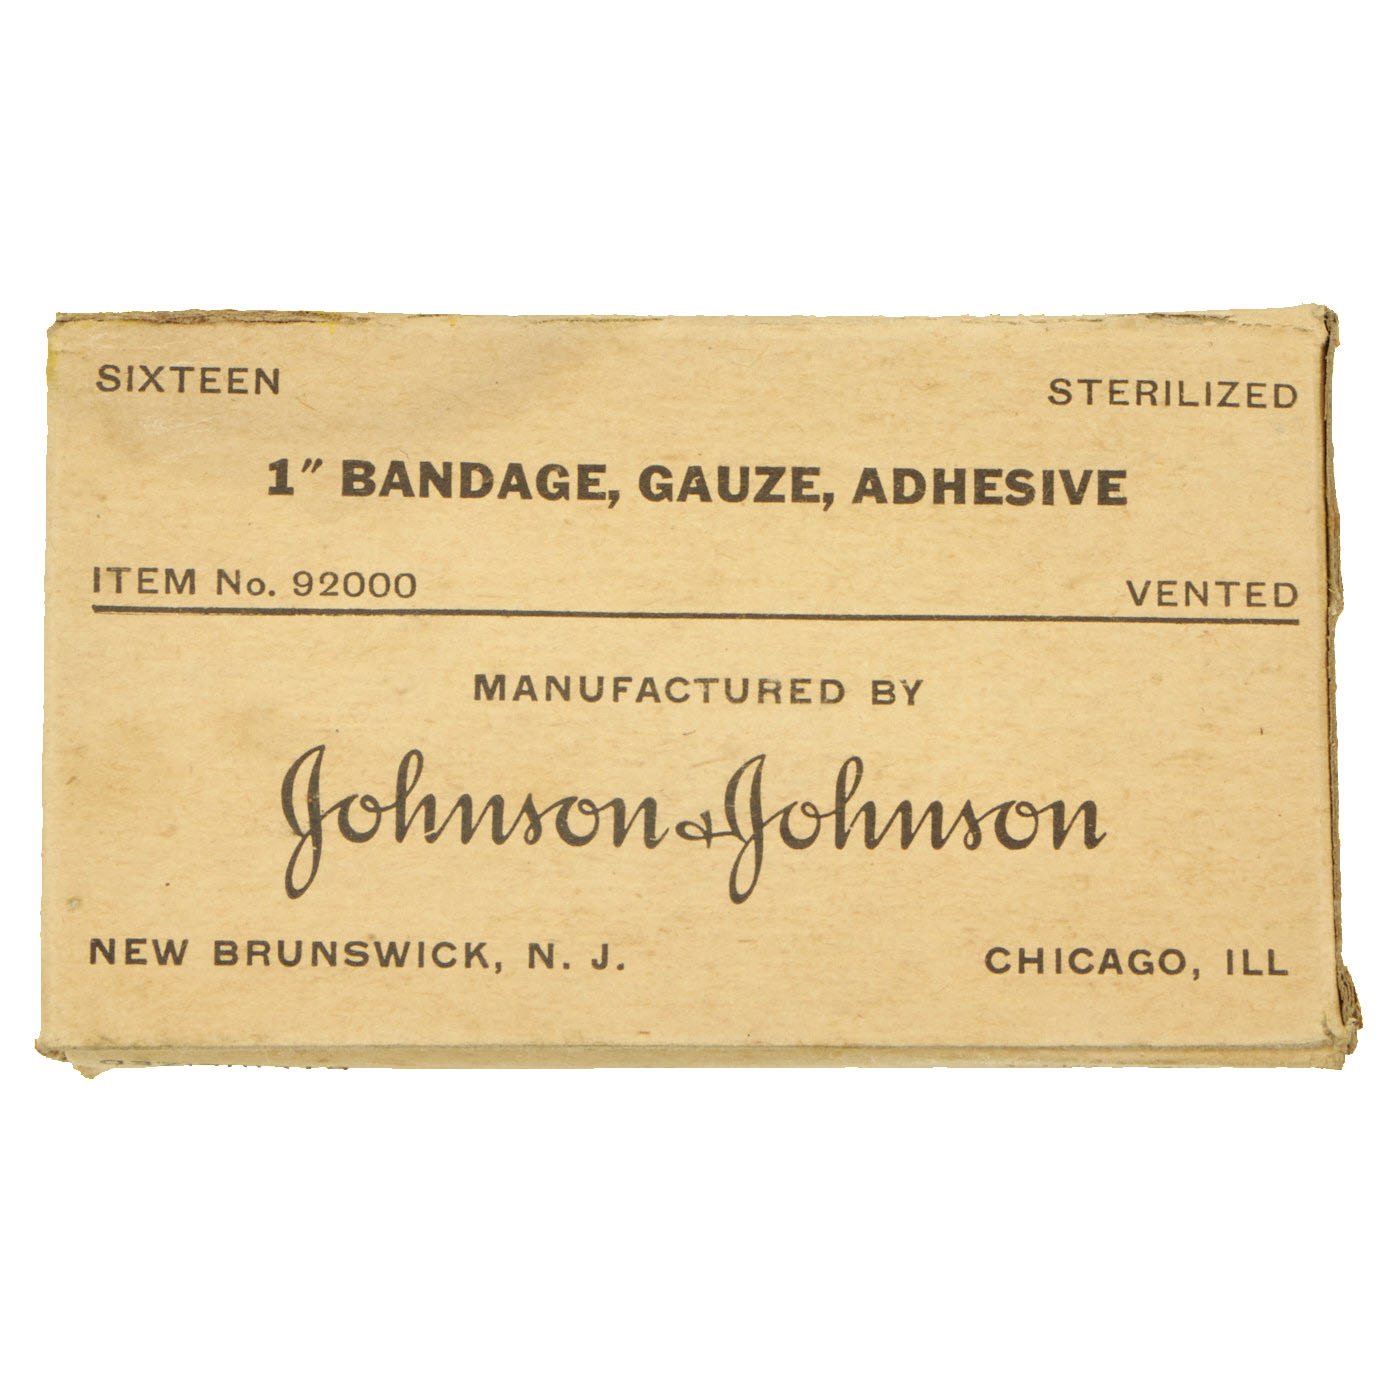 SIXTEEN STERILIZED
1" BANDAGE, GAUZE, ADHESIVE
ITEM No. 92000 VENTED
MANUFACTURED BY
Johnson & Johnson
NEW BRUNSWICK, N. J. CHICAGO, ILL